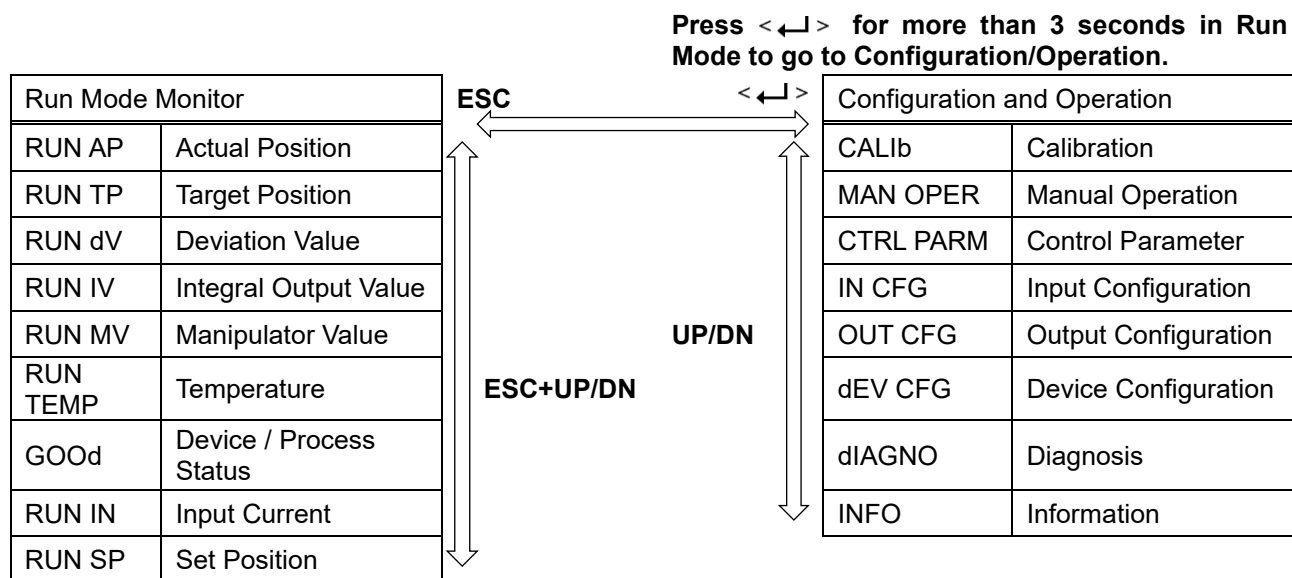 Press <↵> for more than 3 seconds in Run
Mode to go to Configuration/Operation.
Run Mode Monitor
ESC
<↵>
Configuration and Operation
RUN AP Actual Position
CALIb Calibration
RUN TP Target Position
MAN OPER Manual Operation
RUN dV Deviation Value
CTRL PARM Control Parameter
RUN IV Integral Output Value
IN CFG Input Configuration
RUN MV Manipulator Value
UP/DN
OUT CFG Output Configuration
RUN
TEMP
Temperature
ESC+UP/DN
dEV CFG Device Configuration
GOOd
Device / Process
Status
dIAGNO Diagnosis
RUN IN Input Current
INFO Information
RUN SP Set Position